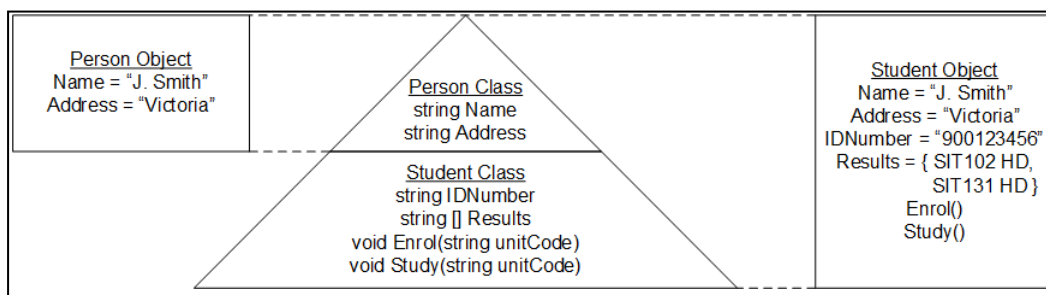 Person Object
Name = “J. Smith”
Address = “Victoria”
Person Class
string Name
string Address
Student Class
string IDNumber
string [] Results
void Enrol(string unitCode)
void Study(string unitCode)
Student Object
Name = “J. Smith”
Address = “Victoria”
IDNumber = “900123456”
Results = { SIT102 HD,
SIT131 HD }
Enrol()
Study()